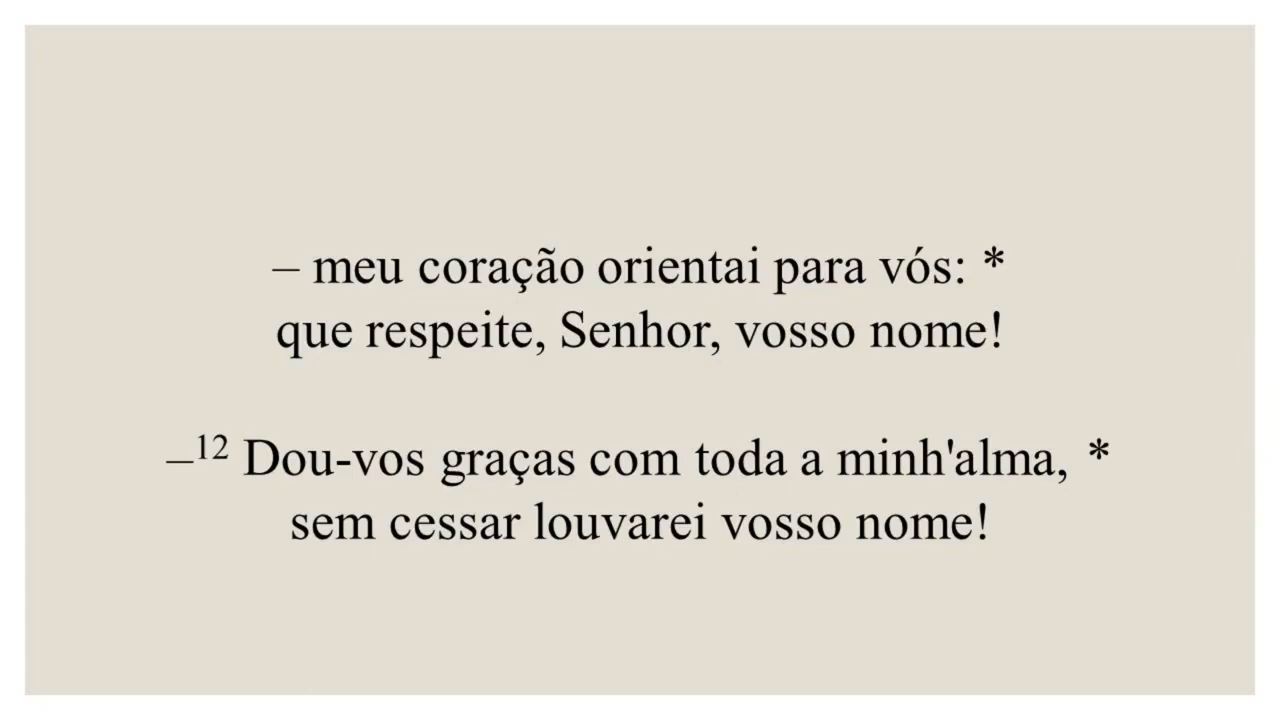 – meu coração orientai para vós: *
que respeite, Senhor, vosso nome!
–12 Dou-vos graças com toda a minh'alma, *
sem cessar louvarei vosso nome!